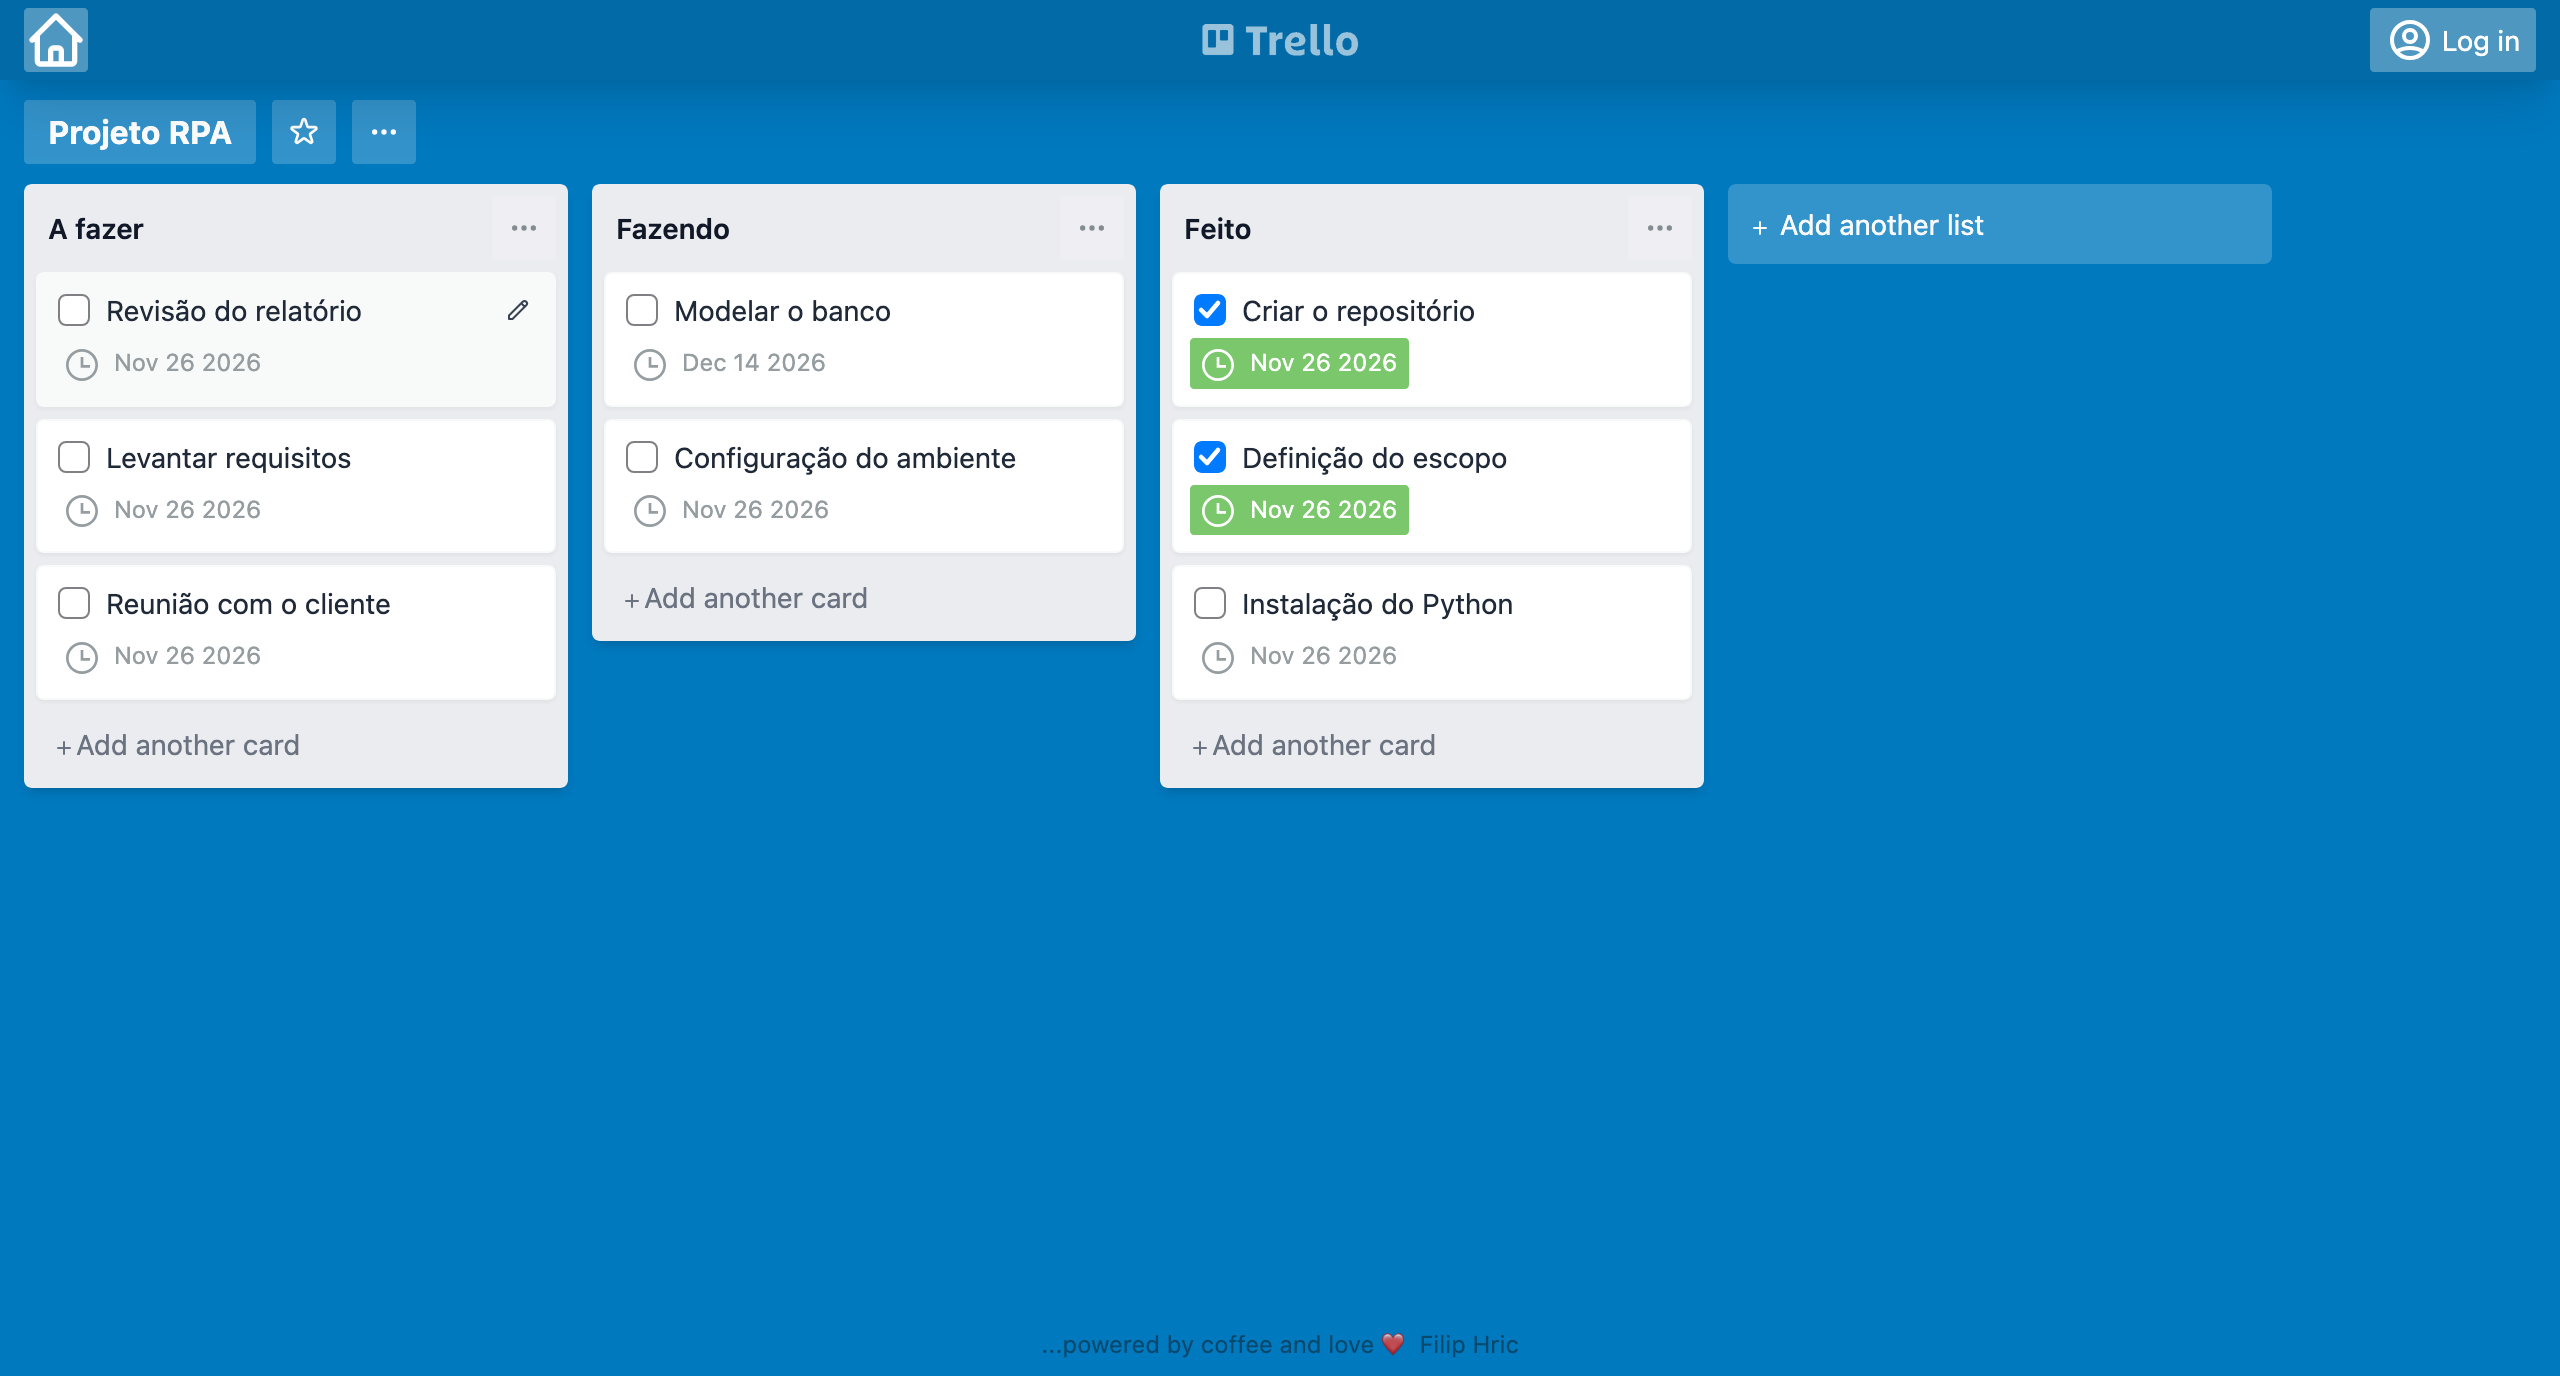 Trello
Log in
Projeto RPA
A fazer
Revisão do relatório
Nov 26 2026
Levantar requisitos
Nov 26 2026
Reunião com o cliente
Nov 26 2026
+ Add another card
Fazendo
Modelar o banco
Dec 14 2026
Configuração do ambiente
Nov 26 2026
+ Add another card
Feito
Criar o repositório
Nov 26 2026
Definição do escopo
Nov 26 2026
Instalação do Python
Nov 26 2026
+ Add another card
+ Add another list
...powered by coffee and love ❤️ Filip Hric